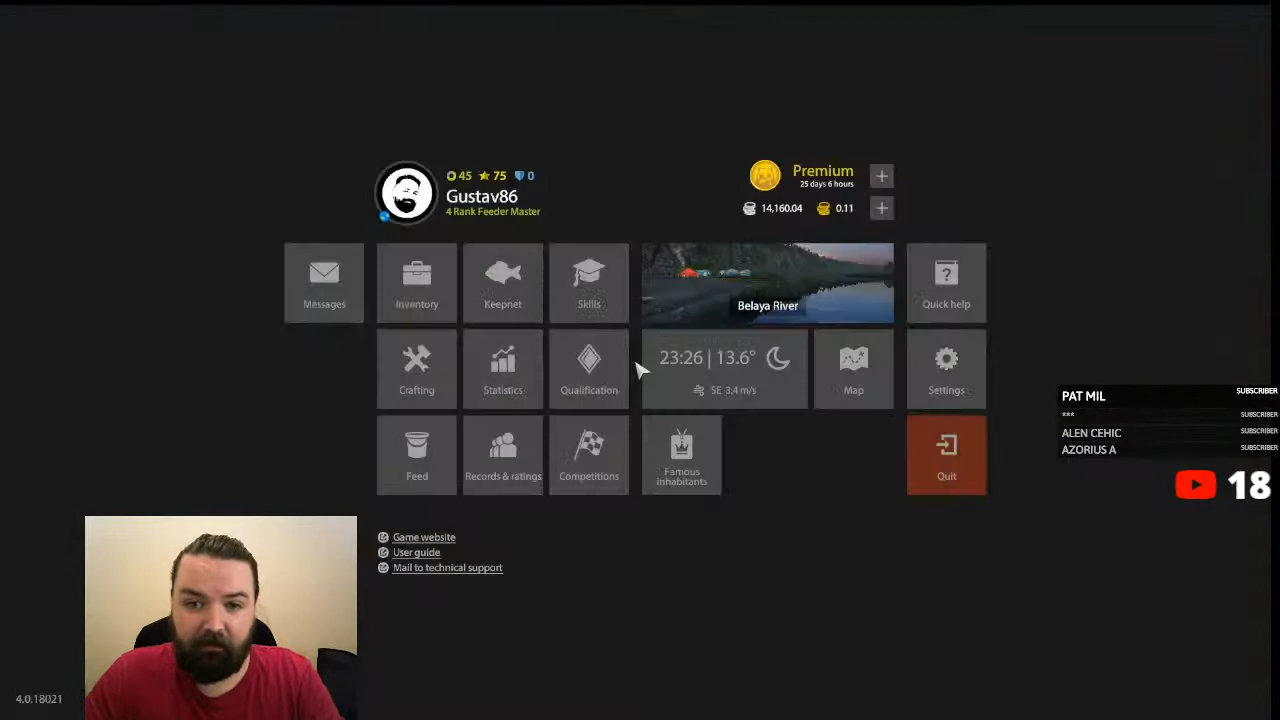 45 75 0
Gustav86
4 Rank Feeder Master
Premium
25 days 6 hours
14,160.04 0.11
Messages
Inventory
Keepnet
Skills
Belaya River
Quick help
Crafting
Statistics
Qualification
23:26 | 13.6°
SE 3,4 m/s
Map
Settings
Feed
Records & ratings
Competitions
Famous
inhabitants
Quit
Game website
User guide
Mail to technical support
PAT MIL SUBSCRIBER
*** SUBSCRIBER
ALEN CEHIC SUBSCRIBER
AZORIUS A SUBSCRIBER
18
4.0.18021